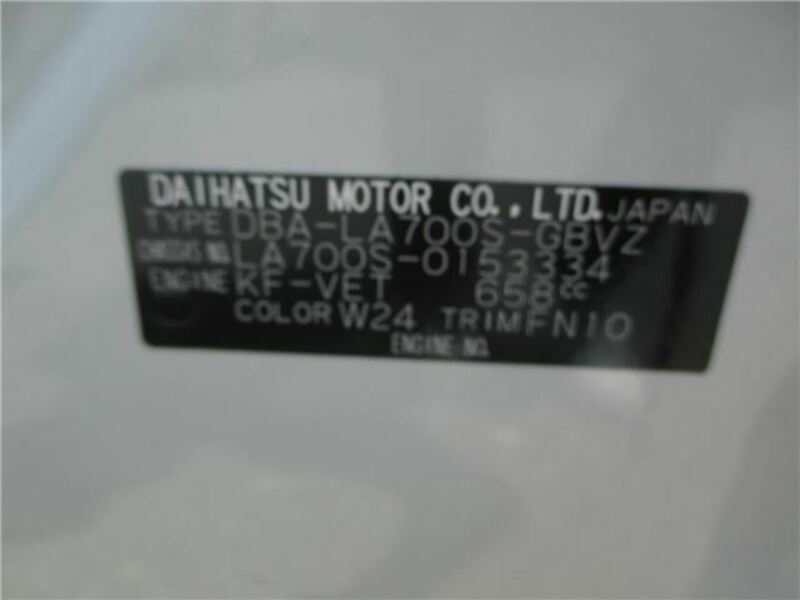 DAIHATSU MOTOR CO., LTD. JAPAN
TYPE DBA-LA700S-GBVZ
CHASSIS NO. LA700S-0153334
ENGINE KF-VET 658cc
COLOR W24 TRIM FN10
ENGINE NO.